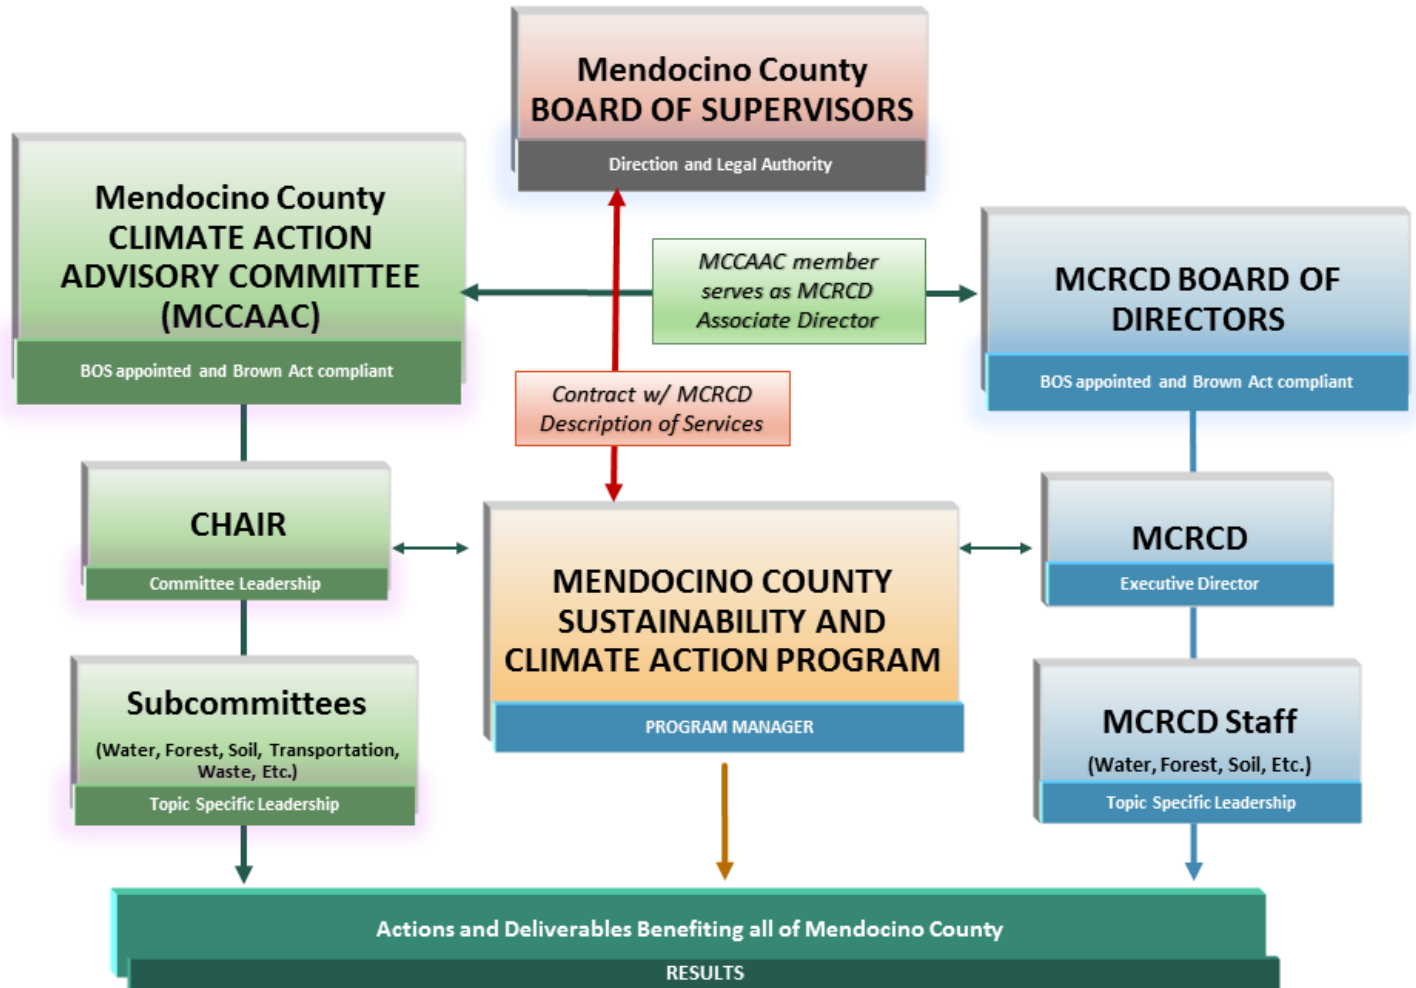 Mendocino County
BOARD OF SUPERVISORS
Direction and Legal Authority
Mendocino County
CLIMATE ACTION
ADVISORY COMMITTEE
(MCCAAC)
BOS appointed and Brown Act compliant
MCCAAC member
serves as MCRCD
Associate Director
MCRCD BOARD OF
DIRECTORS
BOS appointed and Brown Act compliant
Contract w/ MCRCD
Description of Services
CHAIR
Committee Leadership
MENDOCINO COUNTY
SUSTAINABILITY AND
CLIMATE ACTION PROGRAM
PROGRAM MANAGER
MCRCD
Executive Director
Subcommittees
(Water, Forest, Soil, Transportation,
Waste, Etc.)
Topic Specific Leadership
MCRCD Staff
(Water, Forest, Soil, Etc.)
Topic Specific Leadership
Actions and Deliverables Benefiting all of Mendocino County
RESULTS